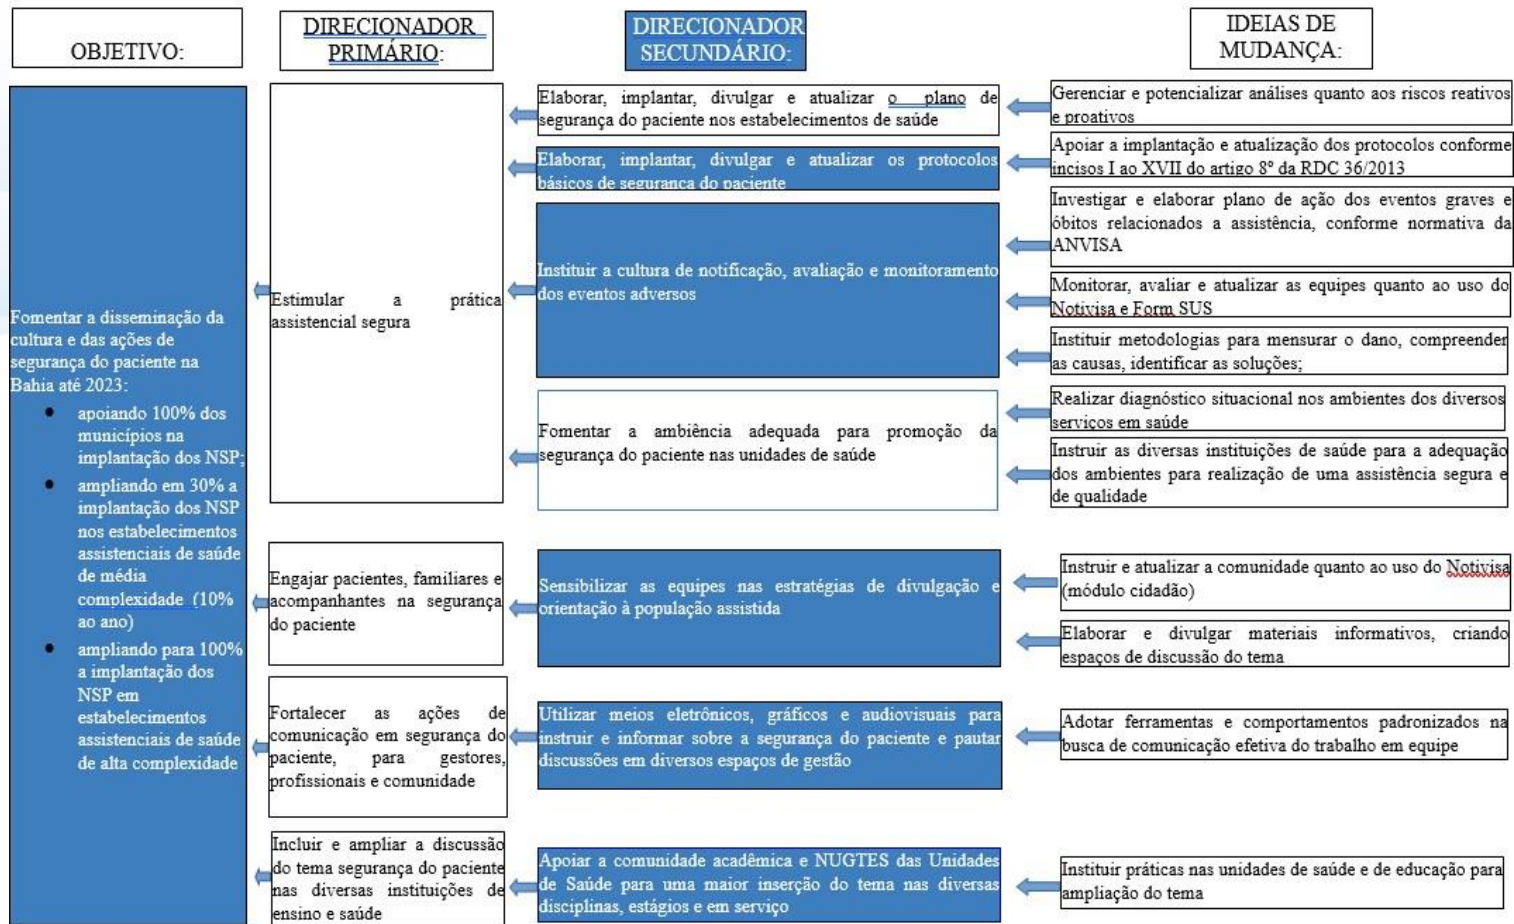 OBJETIVO:
DIRECIONADOR
PRIMÁRIO:
DIRECIONADOR
SECUNDÁRIO:
IDEIAS DE
MUDANÇA:
Fomentar a disseminação da
cultura e das ações de
segurança do paciente na
Bahia até 2023:
• apoiando 100% dos
municípios na
implantação dos NSP;
• ampliando em 30% a
implantação dos NSP
nos estabelecimentos
assistenciais de saúde
de média
complexidade (10%
ao ano)
• ampliando para 100%
a implantação dos
NSP em
estabelecimentos
assistenciais de saúde
de alta complexidade
Estimular a prática
assistencial segura
Elaborar, implantar, divulgar e atualizar o plano de
segurança do paciente nos estabelecimentos de saúde
Gerenciar e potencializar análises quanto aos riscos reativos
e proativos
Elaborar, implantar, divulgar e atualizar os protocolos
básicos de segurança do paciente
Apoiar a implantação e atualização dos protocolos conforme
incisos I ao XVII do artigo 8º da RDC 36/2013
Instituir a cultura de notificação, avaliação e monitoramento
dos eventos adversos
Investigar e elaborar plano de ação dos eventos graves e
óbitos relacionados a assistência, conforme normativa da
ANVISA
Monitorar, avaliar e atualizar as equipes quanto ao uso do
Notivisa e Form SUS
Instituir metodologias para mensurar o dano, compreender
as causas, identificar as soluções;
Fomentar a ambiência adequada para promoção da
segurança do paciente nas unidades de saúde
Realizar diagnóstico situacional nos ambientes dos diversos
serviços em saúde
Instruir as diversas instituições de saúde para a adequação
dos ambientes para realização de uma assistência segura e
de qualidade
Engajar pacientes, familiares e
acompanhantes na segurança
do paciente
Sensibilizar as equipes nas estratégias de divulgação e
orientação à população assistida
Instruir e atualizar a comunidade quanto ao uso do Notivisa
(módulo cidadão)
Elaborar e divulgar materiais informativos, criando
espaços de discussão do tema
Fortalecer as ações de
comunicação em segurança do
paciente, para gestores,
profissionais e comunidade
Utilizar meios eletrônicos, gráficos e audiovisuais para
instruir e informar sobre a segurança do paciente e pautar
discussões em diversos espaços de gestão
Adotar ferramentas e comportamentos padronizados na
busca de comunicação efetiva do trabalho em equipe
Incluir e ampliar a discussão
do tema segurança do paciente
nas diversas instituições de
ensino e saúde
Apoiar a comunidade acadêmica e NUGTES das Unidades
de Saúde para uma maior inserção do tema nas diversas
disciplinas, estágios e em serviço
Instituir práticas nas unidades de saúde e de educação para
ampliação do tema